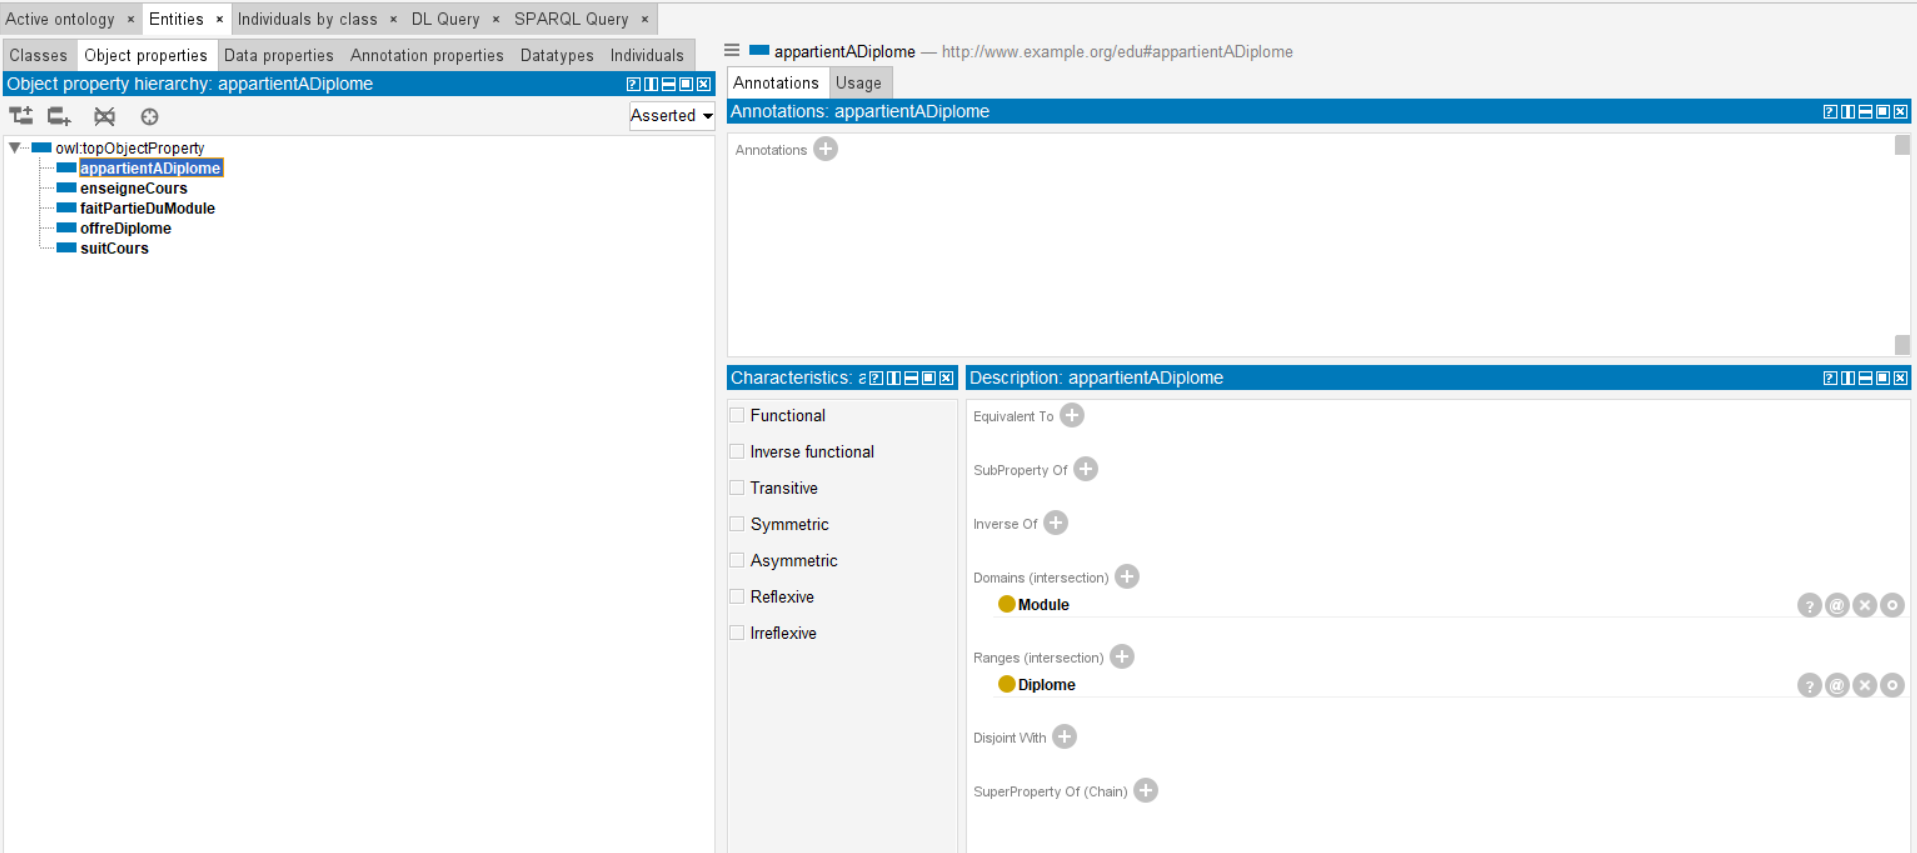 Active ontology × Entities × Individuals by class × DL Query × SPARQL Query ×
Classes Object properties Data properties Annotation properties Datatypes Individuals
Object property hierarchy: appartientADiplome
Asserted
owl:topObjectProperty
appartientADiplome
enseigneCours
faitPartieDuModule
offreDiplome
suitCours
appartientADiplome — http://www.example.org/edu#appartientADiplome
Annotations Usage
Annotations: appartientADiplome
Annotations
Characteristics: a
Functional
Inverse functional
Transitive
Symmetric
Asymmetric
Reflexive
Irreflexive
Description: appartientADiplome
Equivalent To
SubProperty Of
Inverse Of
Domains (intersection)
Module
Ranges (intersection)
Diplome
Disjoint With
SuperProperty Of (Chain)